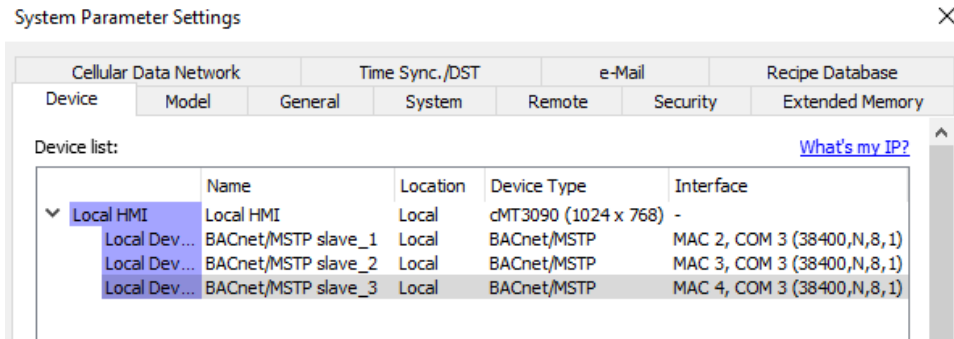 System Parameter Settings
Cellular Data Network Time Sync./DST e-Mail Recipe Database
Device Model General System Remote Security Extended Memory
Device list: What's my IP?
Name Location Device Type Interface
Local HMI Local HMI Local cMT3090 (1024 x 768) -
Local Dev... BACnet/MSTP slave_1 Local BACnet/MSTP MAC 2, COM 3 (38400,N,8,1)
Local Dev... BACnet/MSTP slave_2 Local BACnet/MSTP MAC 3, COM 3 (38400,N,8,1)
Local Dev... BACnet/MSTP slave_3 Local BACnet/MSTP MAC 4, COM 3 (38400,N,8,1)